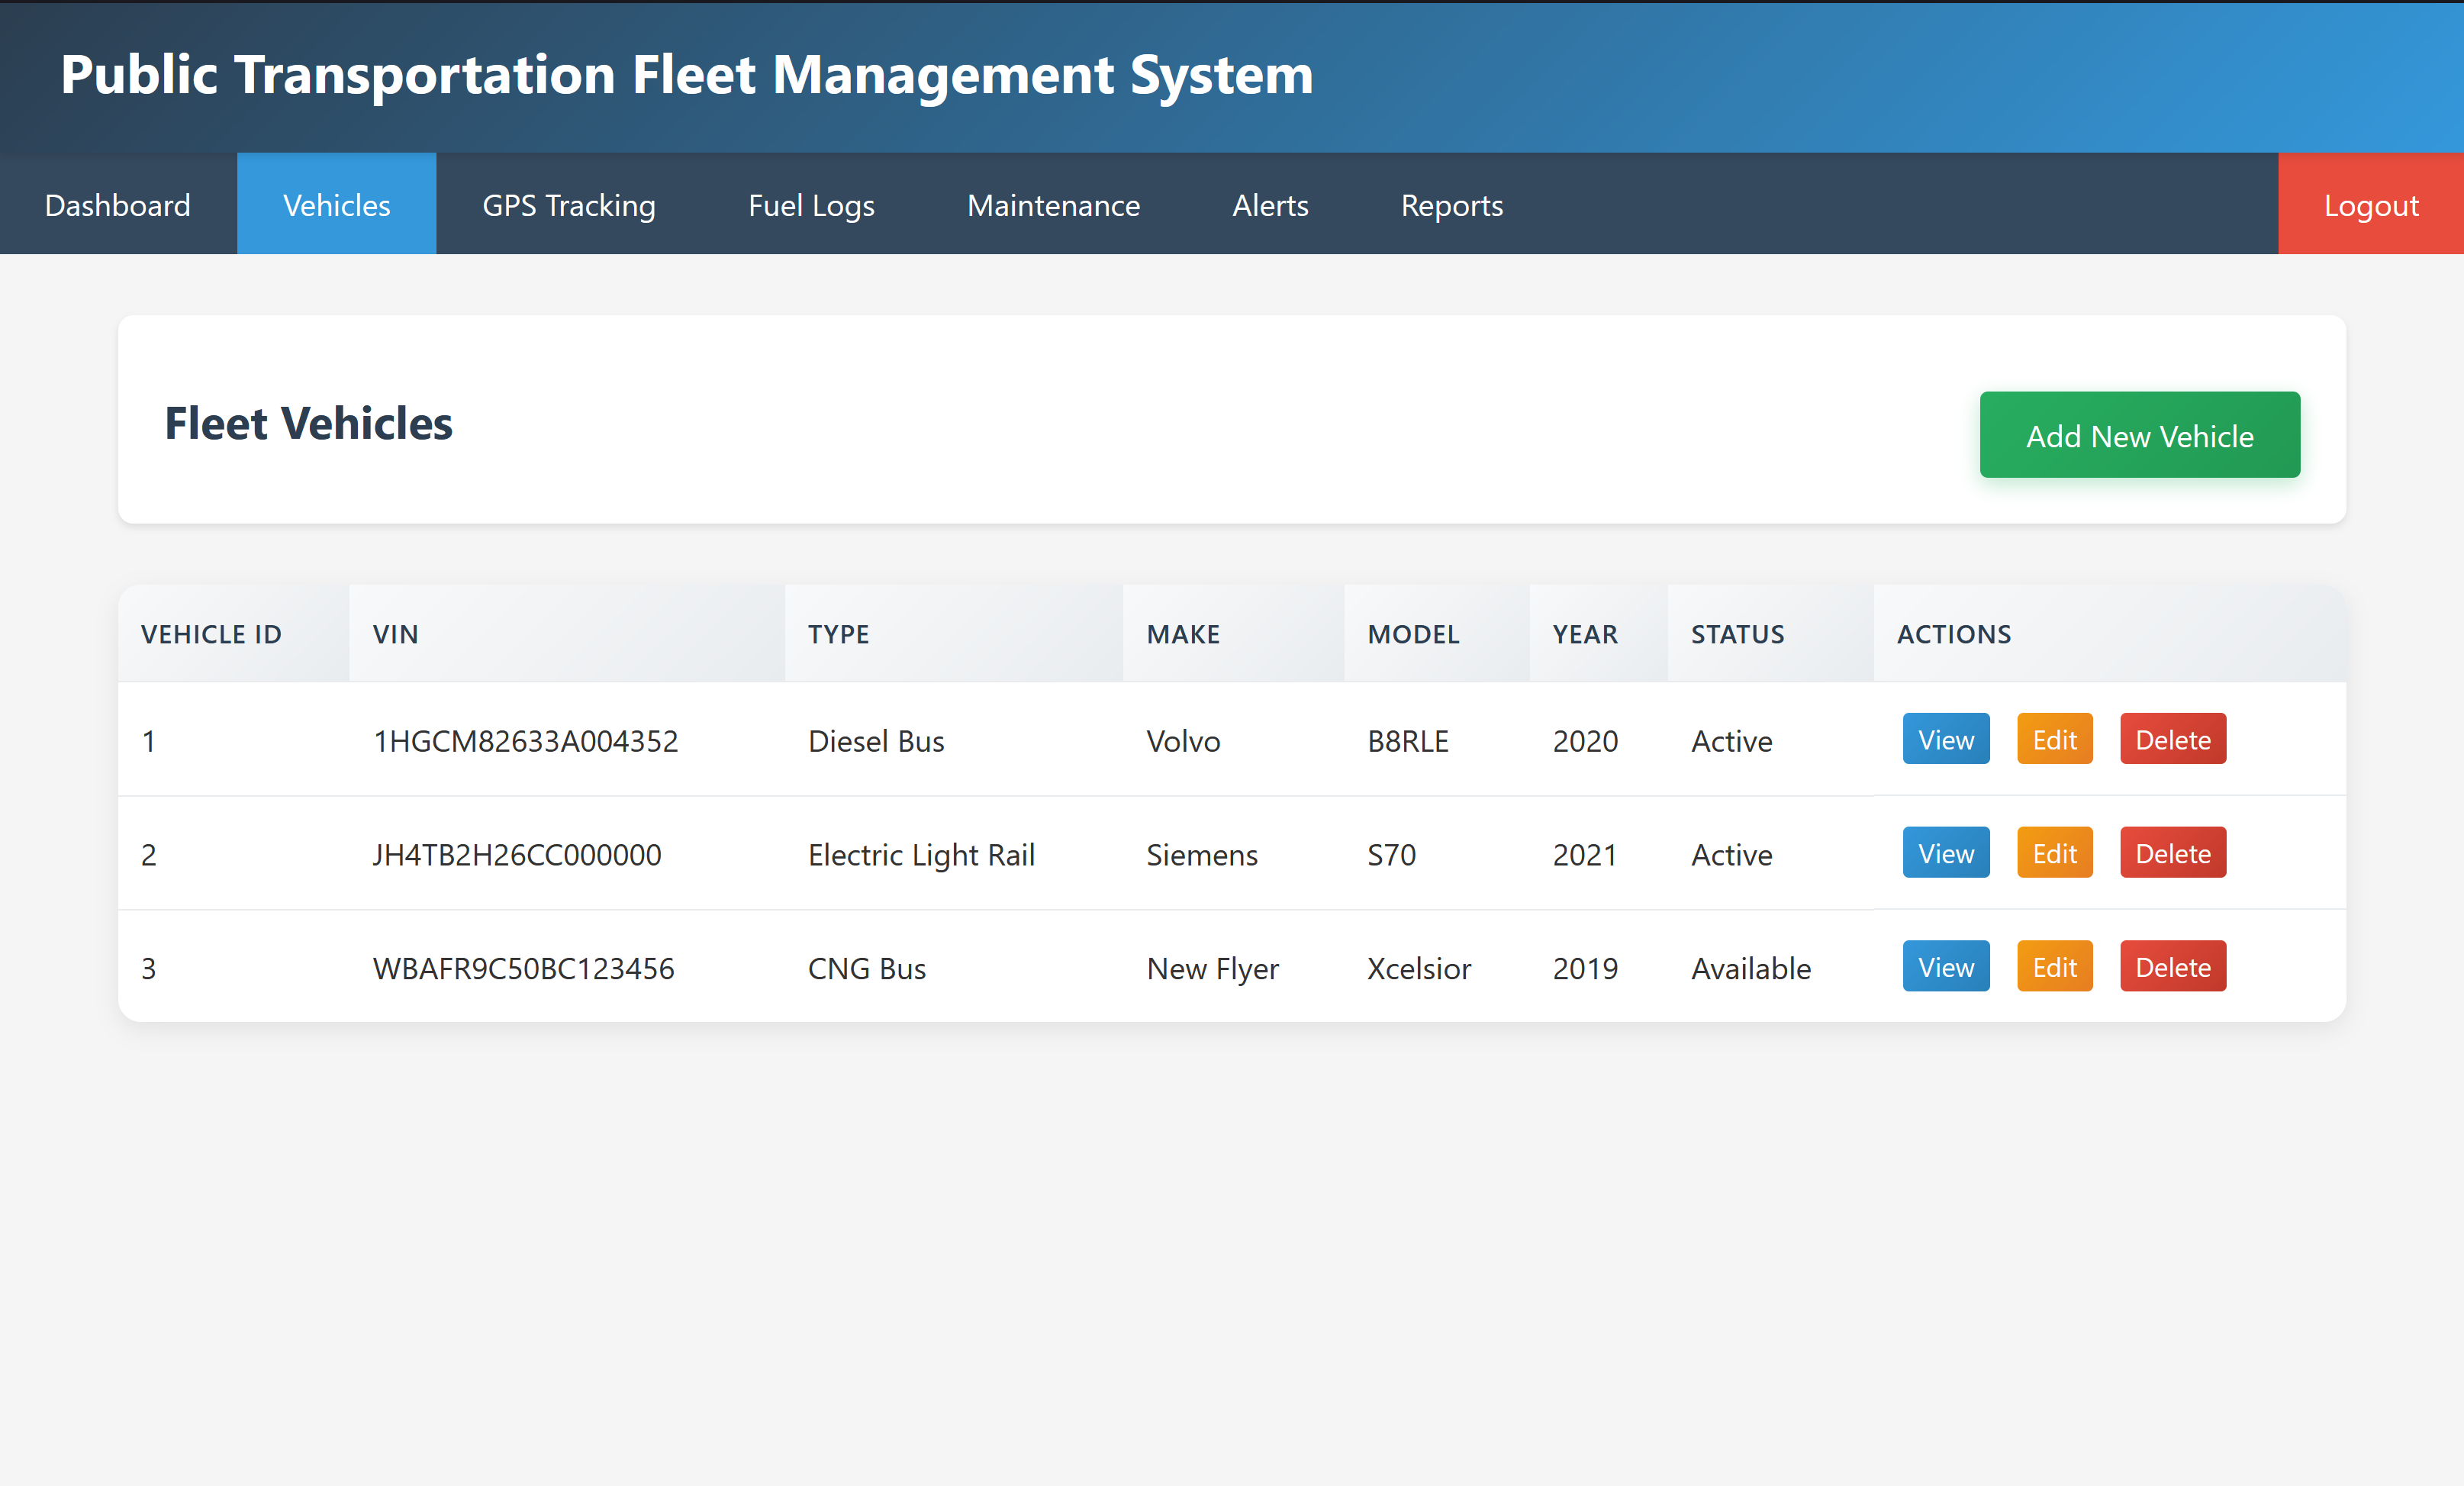 Public Transportation Fleet Management System
Dashboard Vehicles GPS Tracking Fuel Logs Maintenance Alerts Reports Logout
Fleet Vehicles
Add New Vehicle
VEHICLE ID VIN TYPE MAKE MODEL YEAR STATUS ACTIONS
1 1HGCM82633A004352 Diesel Bus Volvo B8RLE 2020 Active View Edit Delete
2 JH4TB2H26CC000000 Electric Light Rail Siemens S70 2021 Active View Edit Delete
3 WBAFR9C50BC123456 CNG Bus New Flyer Xcelsior 2019 Available View Edit Delete